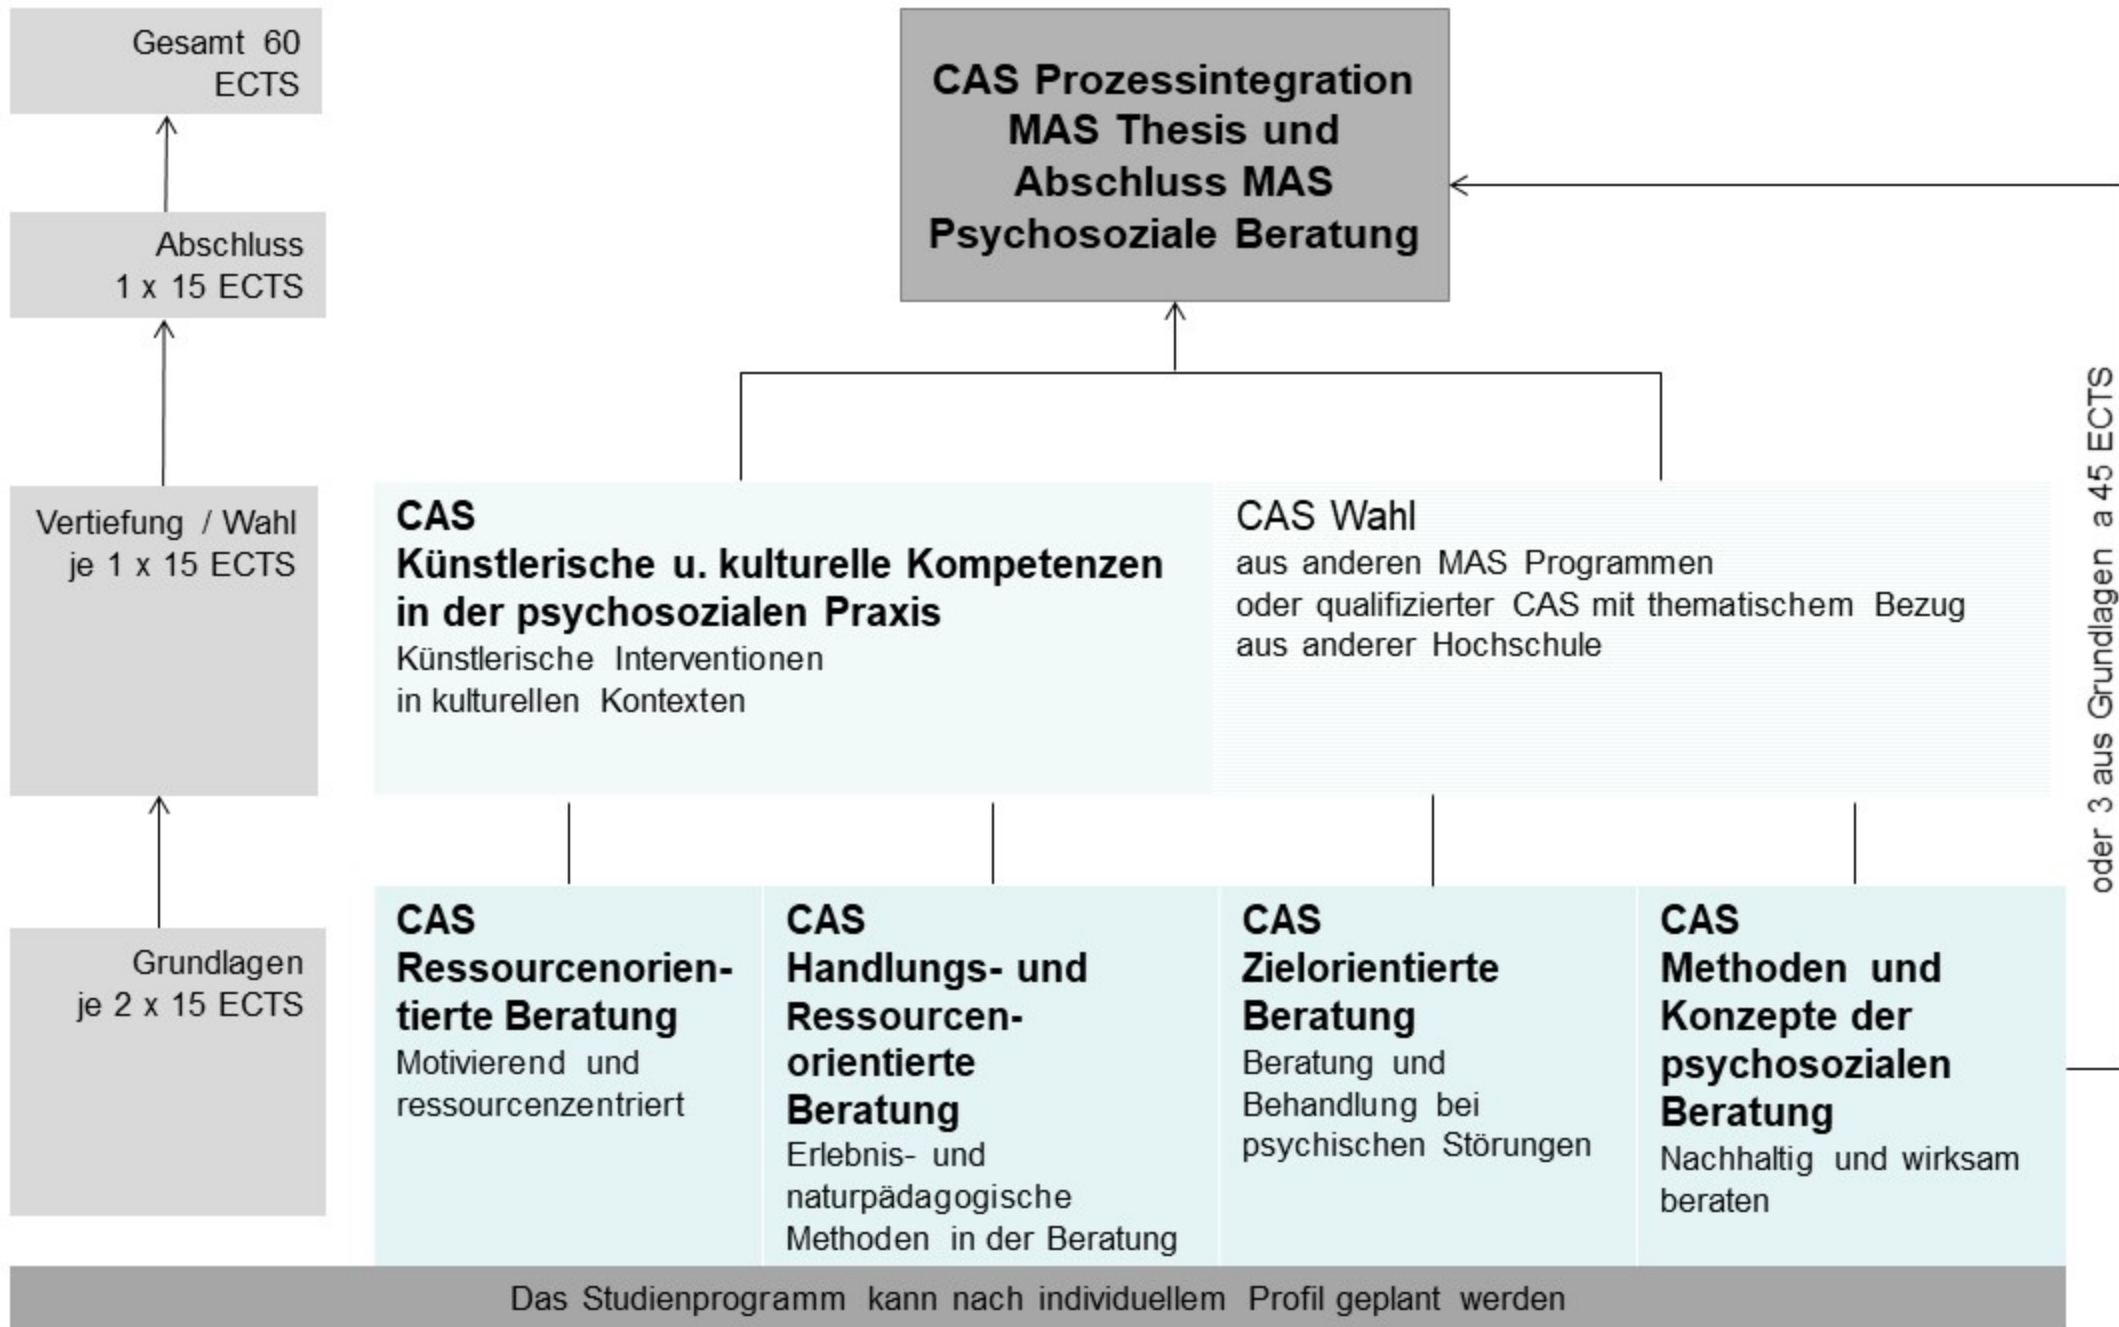 Gesamt 60
ECTS
CAS Prozessintegration
MAS Thesis und
Abschluss MAS
Psychosoziale Beratung
Abschluss
1 x 15 ECTS
Vertiefung / Wahl
je 1 x 15 ECTS
CAS
Künstlerische u. kulturelle Kompetenzen
in der psychosozialen Praxis
Künstlerische Interventionen
in kulturellen Kontexten
CAS Wahl
aus anderen MAS Programmen
oder qualifizierter CAS mit thematischem Bezug
aus anderer Hochschule
oder 3 aus Grundlagen a 45 ECTS
Grundlagen
je 2 x 15 ECTS
CAS
Ressourcenorien-
tierte Beratung
Motivierend und
ressourcenzentriert
CAS
Handlungs- und
Ressourcen-
orientierte
Beratung
Erlebnis- und
naturpädagogische
Methoden in der Beratung
CAS
Zielorientierte
Beratung
Beratung und
Behandlung bei
psychischen Störungen
CAS
Methoden und
Konzepte der
psychosozialen
Beratung
Nachhaltig und wirksam
beraten
Das Studienprogramm kann nach individuellem Profil geplant werden